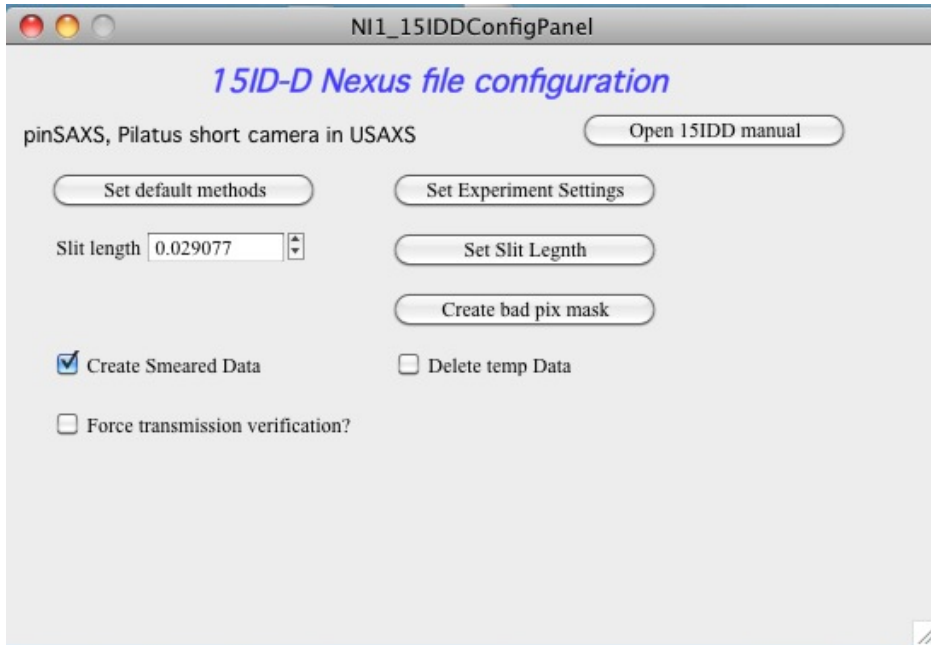 NI1_15IDDConfigPanel
15ID-D Nexus file configuration
pinSAXS, Pilatus short camera in USAXS
Open 15IDD manual
Set default methods
Set Experiment Settings
Slit length 0.029077
Set Slit Legnth
Create bad pix mask
Create Smeared Data
Delete temp Data
Force transmission verification?